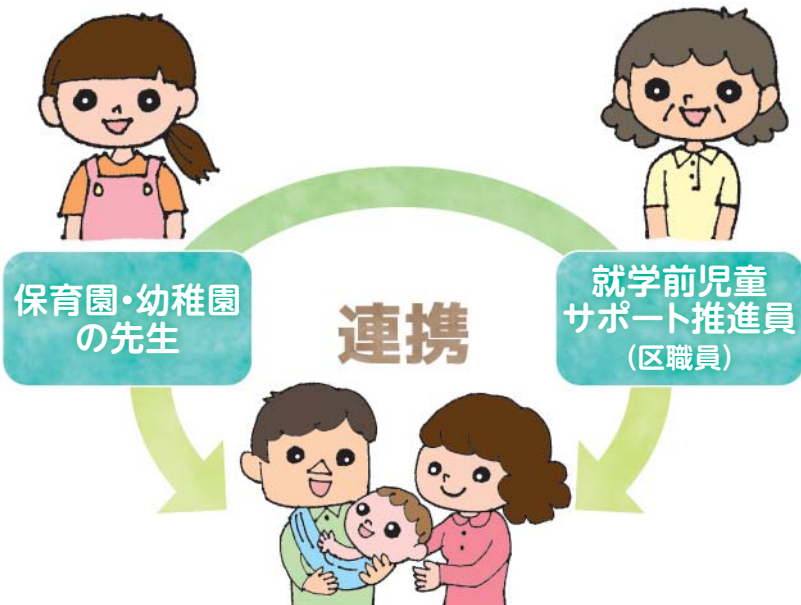 保育園・幼稚園
の先生
連携
就学前児童
サポート推進員
(区職員)